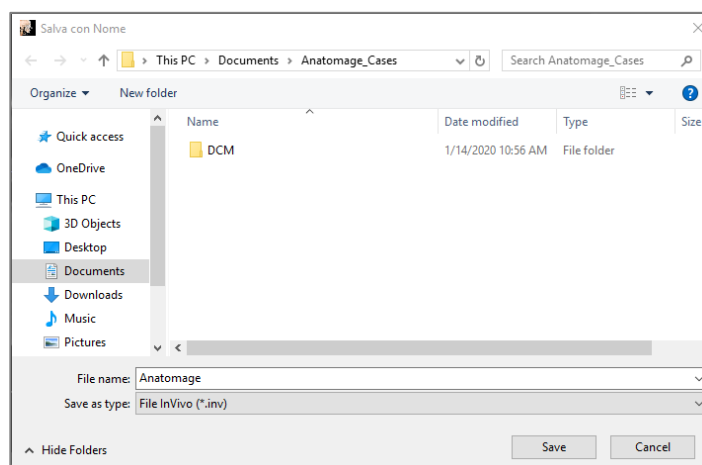 Salva con Nome
This PC > Documents > Anatomage_Cases
Search Anatomage_Cases
Organize
New folder
Name
Date modified
Type
Size
Quick access
OneDrive
This PC
3D Objects
Desktop
Documents
Downloads
Music
Pictures
DCM
1/14/2020 10:56 AM
File folder
File name:
Anatomage
Save as type:
File InVivo (*.inv)
Hide Folders
Save
Cancel